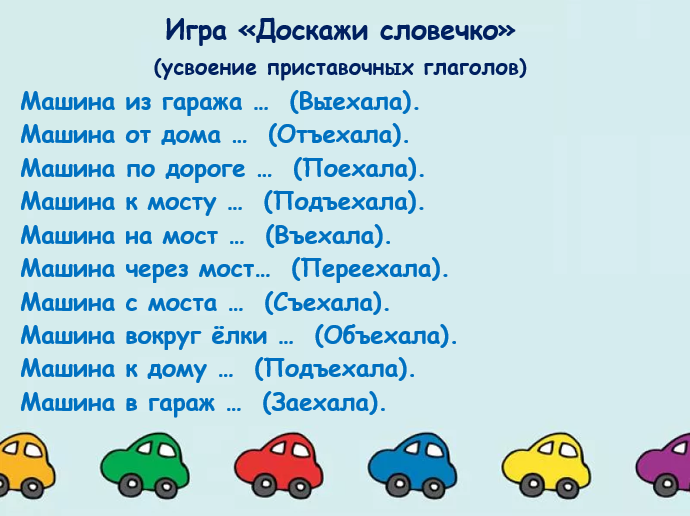 Игра «Доскажи словечко»
(усвоение приставочных глаголов)
Машина из гаража … (Выехала).
Машина от дома … (Отъехала).
Машина по дороге … (Поехала).
Машина к мосту … (Подъехала).
Машина на мост … (Въехала).
Машина через мост… (Переехала).
Машина с моста … (Съехала).
Машина вокруг ёлки … (Объехала).
Машина к дому … (Подъехала).
Машина в гараж … (Заехала).